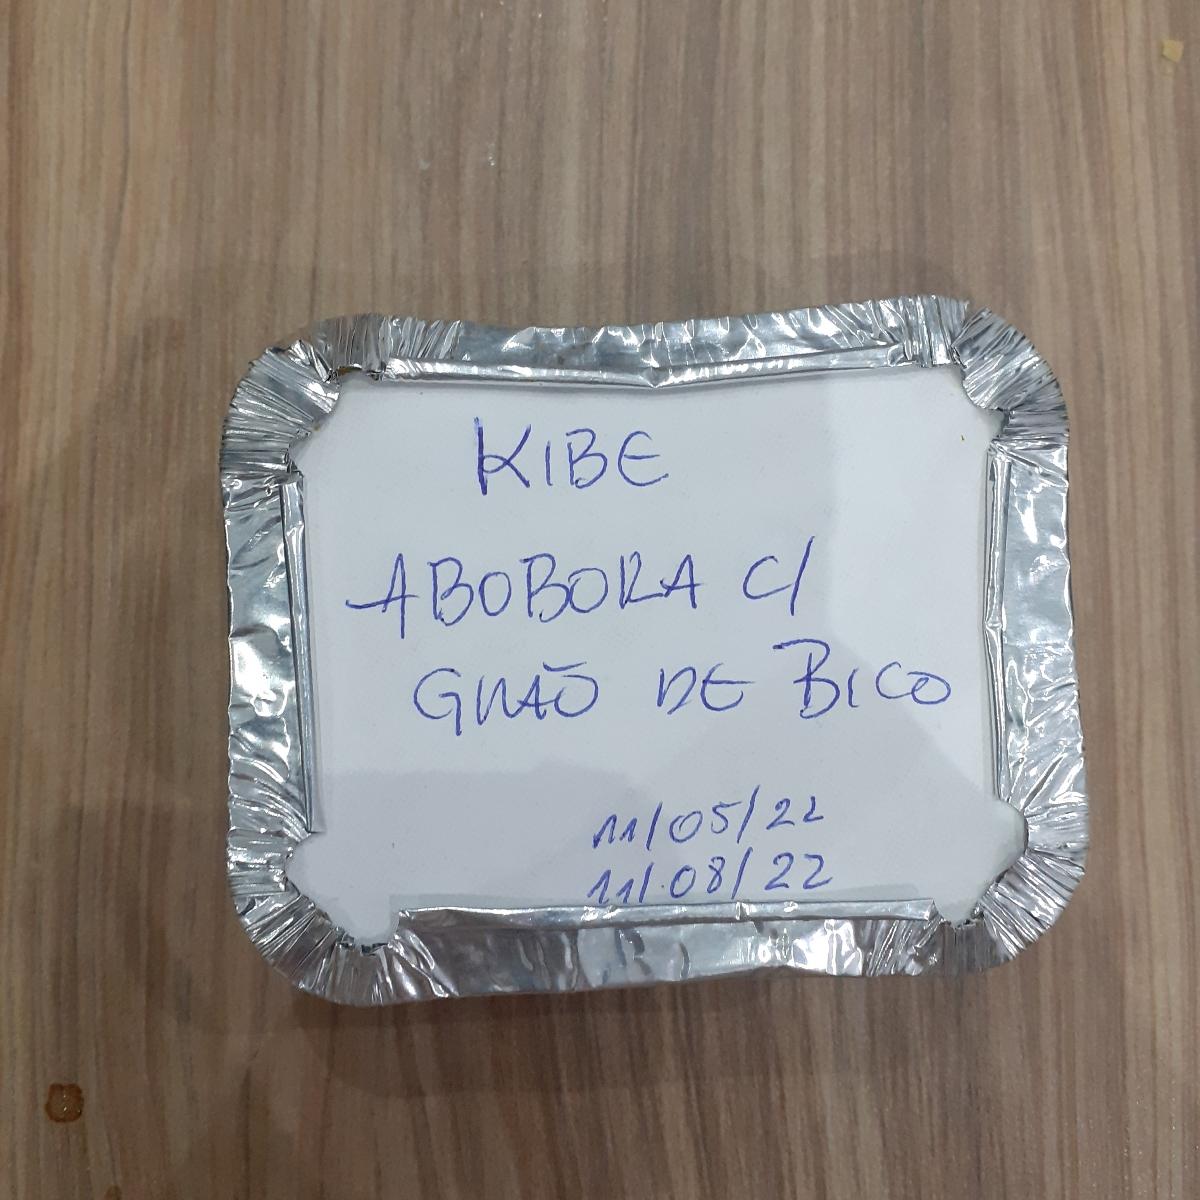 KIBE
ABOBORA C/
GRÃO DE BICO
11/05/22
11/08/22